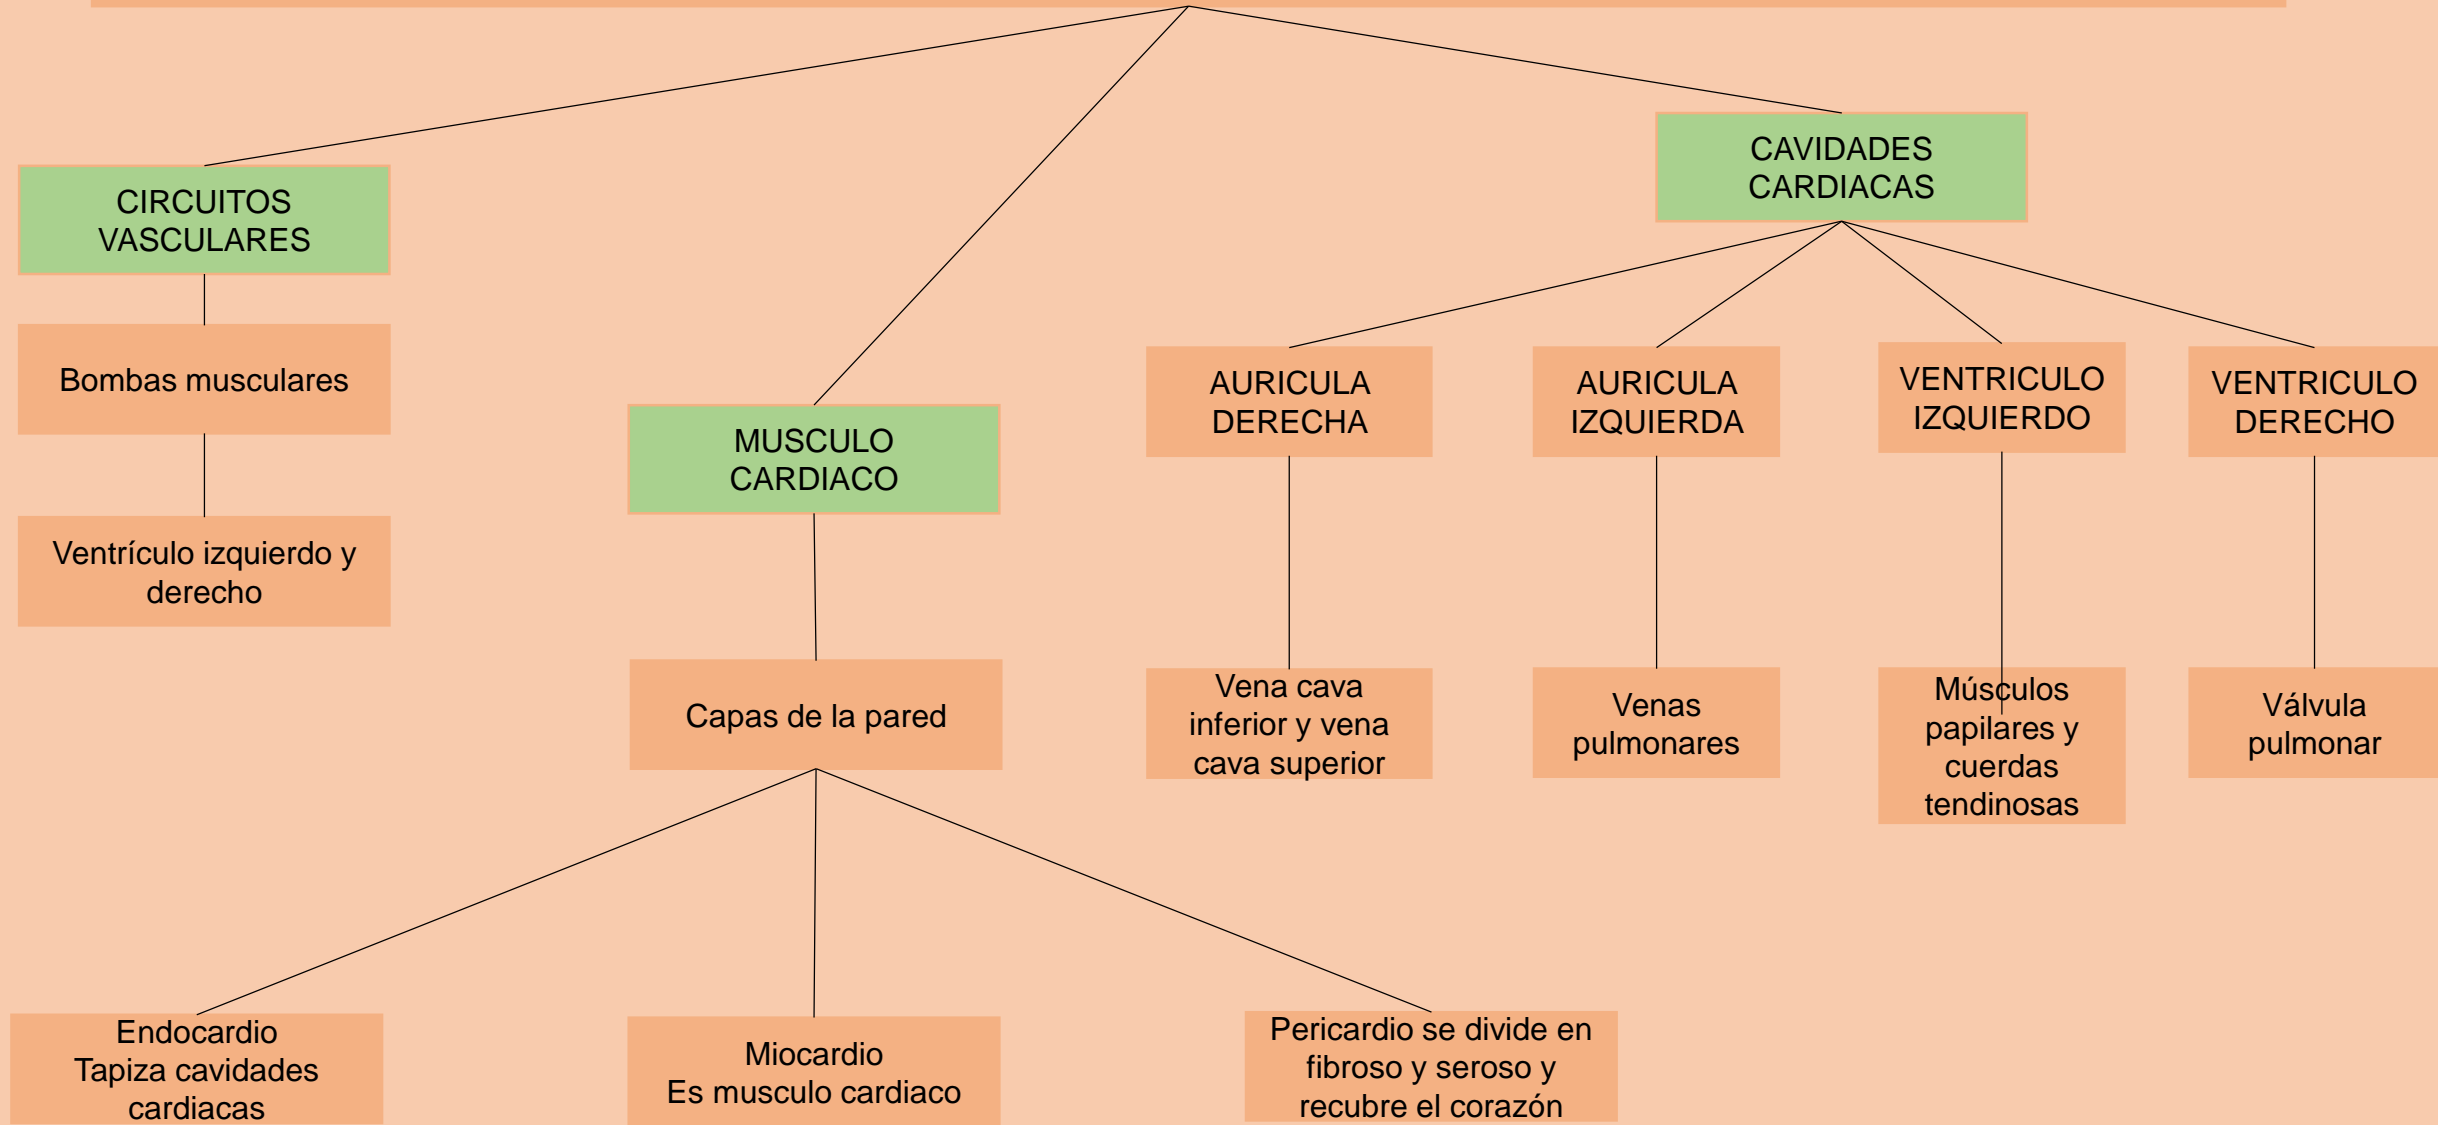 CIRCUITOS
VASCULARES
Bombas musculares
Ventrículo izquierdo y
derecho
MUSCULO
CARDIACO
Capas de la pared
Endocardio
Tapiza cavidades
cardiacas
Miocardio
Es musculo cardiaco
Pericardio se divide en
fibroso y seroso y
recubre el corazón
CAVIDADES
CARDIACAS
AURICULA
DERECHA
Vena cava
inferior y vena
cava superior
AURICULA
IZQUIERDA
Venas
pulmonares
VENTRICULO
IZQUIERDO
Músculos
papilares y
cuerdas
tendinosas
VENTRICULO
DERECHO
Válvula
pulmonar